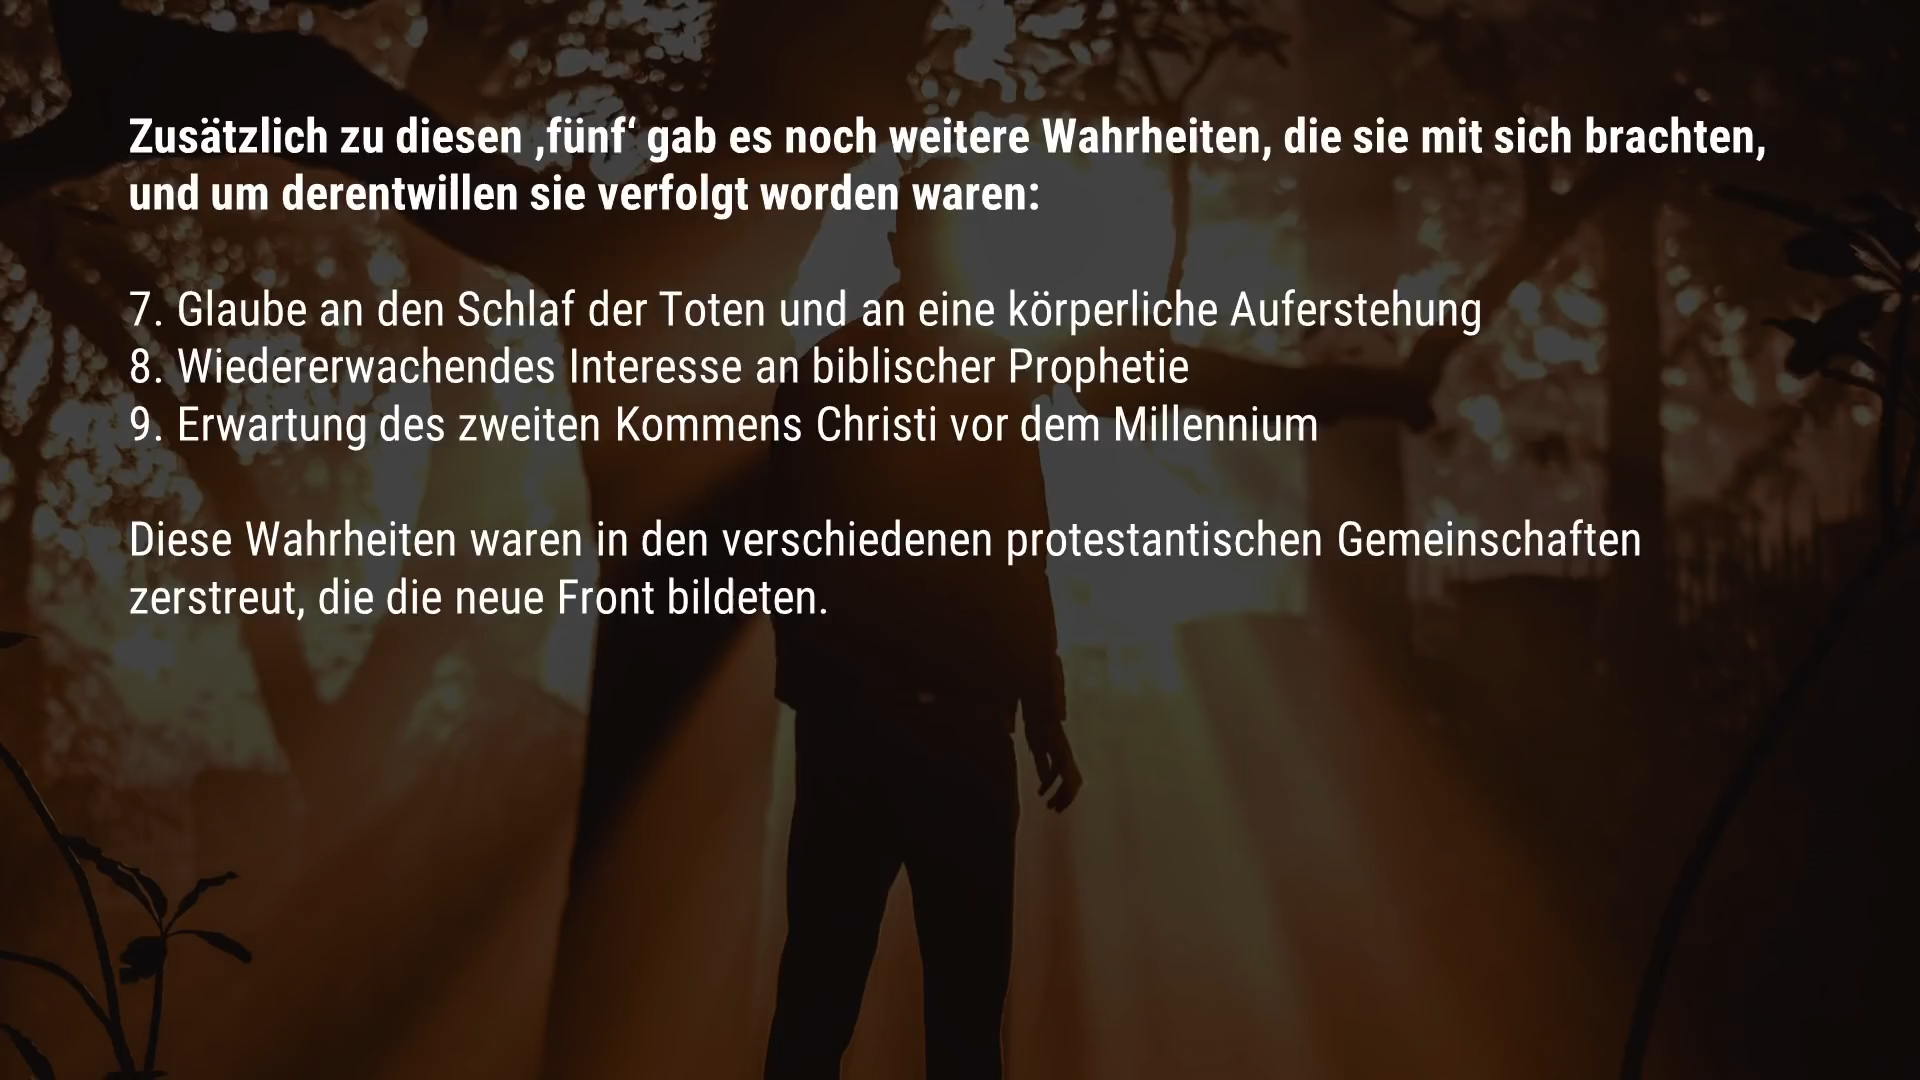 Zusätzlich zu diesen ‚fünf‘ gab es noch weitere Wahrheiten, die sie mit sich brachten,
und um derentwillen sie verfolgt worden waren:
7. Glaube an den Schlaf der Toten und an eine körperliche Auferstehung
8. Wiedererwachendes Interesse an biblischer Prophetie
9. Erwartung des zweiten Kommens Christi vor dem Millennium
Diese Wahrheiten waren in den verschiedenen protestantischen Gemeinschaften
zerstreut, die die neue Front bildeten.